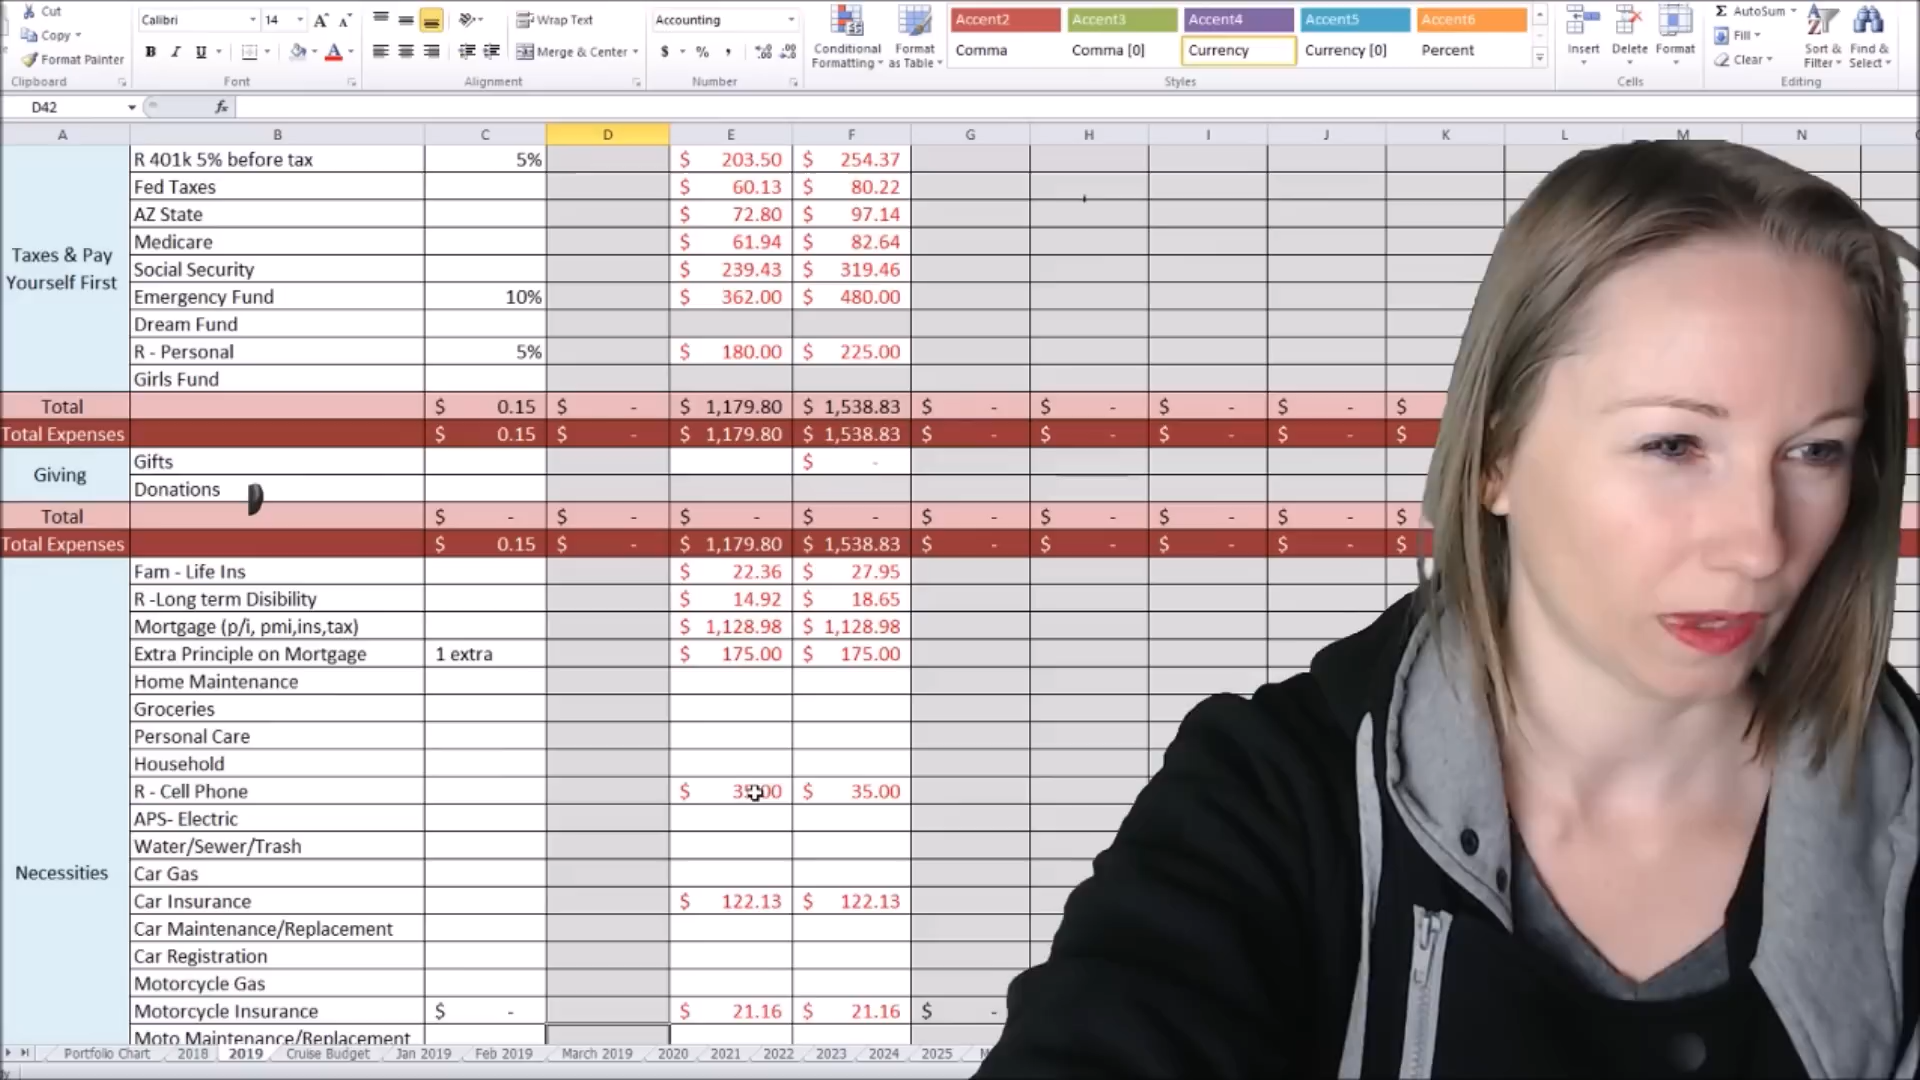 Cut Calibri 14 A A Wrap Text Accounting Accent2 Accent3 Accent4 Accent5 Accent6 Σ AutoSum
Copy Conditional Formatting Format as Table Insert Delete Format Fill Sort & Filter Find & Select
Format Painter B I U A Merge & Center $ % , Comma Comma [0] Currency Currency [0] Percent Clear
Clipboard Font Alignment Number Styles Cells Editing
D42 fx
A B C D E F G H I J K L M N
R 401k 5% before tax 5% $ 203.50 $ 254.37
Fed Taxes $ 60.13 $ 80.22
AZ State $ 72.80 $ 97.14
Medicare $ 61.94 $ 82.64
Taxes & Pay
Yourself First
Social Security $ 239.43 $ 319.46
Emergency Fund 10% $ 362.00 $ 480.00
Dream Fund
R - Personal 5% $ 180.00 $ 225.00
Girls Fund
Total $ 0.15 $ - $ 1,179.80 $ 1,538.83 $ - $ - $ - $ - $
Total Expenses $ 0.15 $ - $ 1,179.80 $ 1,538.83 $ - $ - $ - $ - $
Giving
Gifts $ -
Donations
Total $ - $ - $ - $ - $ - $ - $ - $ - $
Total Expenses $ 0.15 $ - $ 1,179.80 $ 1,538.83 $ - $ - $ - $ - $
Fam - Life Ins $ 22.36 $ 27.95
R -Long term Disibility $ 14.92 $ 18.65
Mortgage (p/i, pmi,ins,tax) $ 1,128.98 $ 1,128.98
Extra Principle on Mortgage 1 extra $ 175.00 $ 175.00
Home Maintenance
Groceries
Personal Care
Household
R - Cell Phone $ $ 35.00
APS- Electric
Water/Sewer/Trash
Necessities Car Gas
Car Insurance $ 122.13 $ 122.13
Car Maintenance/Replacement
Car Registration
Motorcycle Gas
Motorcycle Insurance $ - $ 21.16 $ 21.16 $ -
Moto Maintenance/Replacement
Portfolio Chart 2018 2019 Cruise Budget Jan 2019 Feb 2019 March 2019 2020 2021 2022 2023 2024 2025